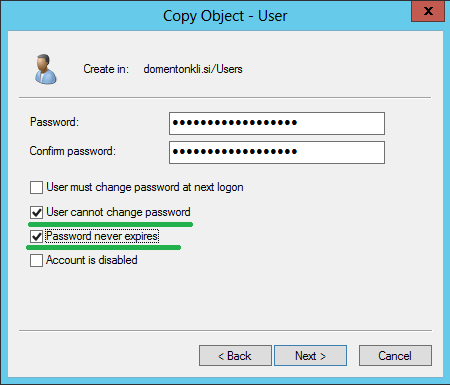 Copy Object - User
x
Create in: domentonkli.si/Users
Password: ••••••••••••••••••
Confirm password: ••••••••••••••••••
User must change password at next logon
User cannot change password
Password never expires
Account is disabled
< Back Next > Cancel